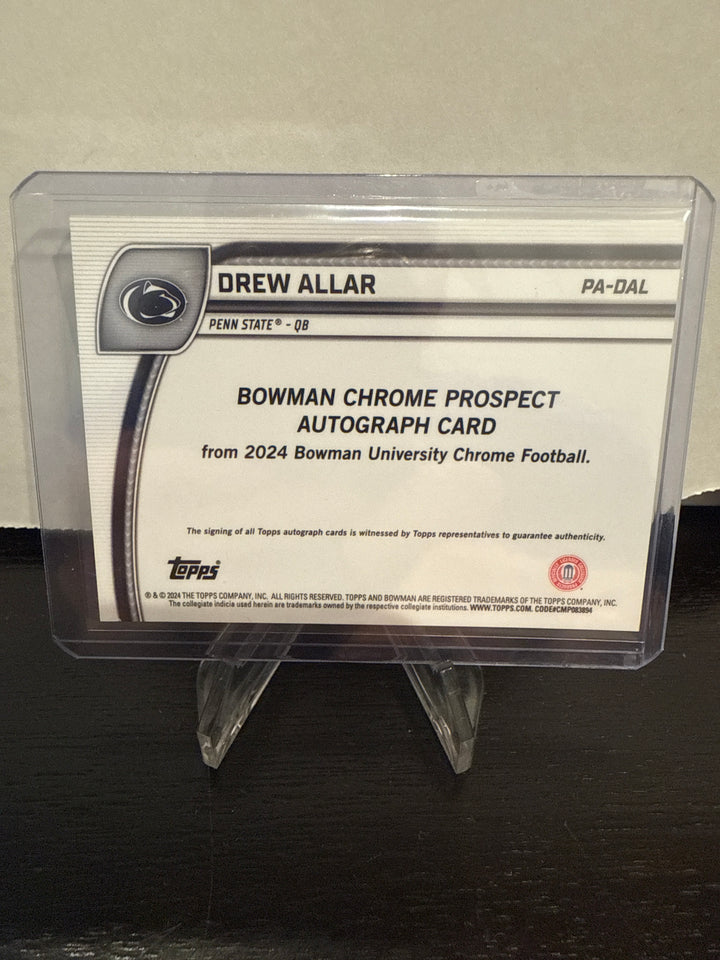 DREW ALLAR
PA-DAL
PENN STATE® - QB
BOWMAN CHROME PROSPECT
AUTOGRAPH CARD
from 2024 Bowman University Chrome Football.
The signing of all Topps autograph cards is witnessed by Topps representatives to guarantee authenticity.
topps®
® & © 2024 THE TOPPS COMPANY, INC. ALL RIGHTS RESERVED. TOPPS AND BOWMAN ARE REGISTERED TRADEMARKS OF THE TOPPS COMPANY, INC.
The collegiate indicia used herein are trademarks owned by the respective collegiate institutions. WWW.TOPPS.COM. CODE#CMP083894